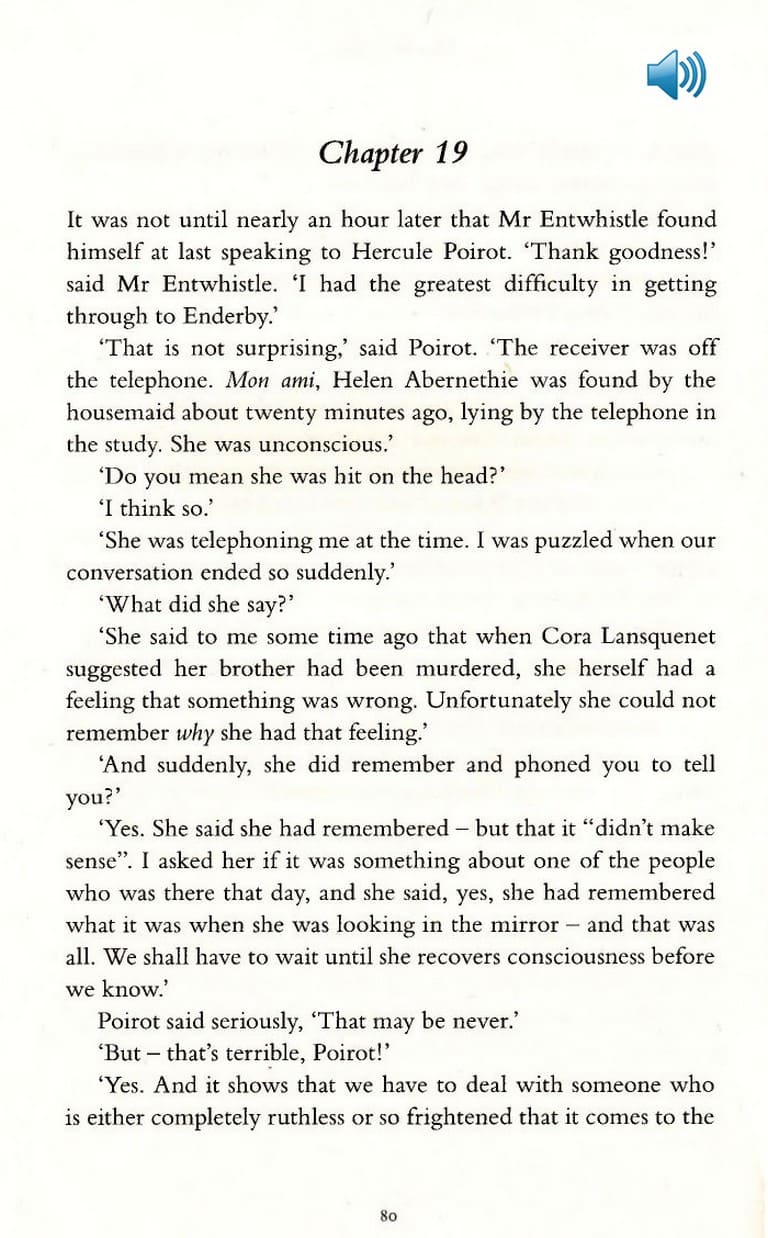 Chapter 19
It was not until nearly an hour later that Mr Entwhistle found
himself at last speaking to Hercule Poirot. ‘Thank goodness!’
said Mr Entwhistle. ‘I had the greatest difficulty in getting
through to Enderby.’
‘That is not surprising,’ said Poirot. ‘The receiver was off
the telephone. Mon ami, Helen Abernethie was found by the
housemaid about twenty minutes ago, lying by the telephone in
the study. She was unconscious.’
‘Do you mean she was hit on the head?’
‘I think so.’
‘She was telephoning me at the time. I was puzzled when our
conversation ended so suddenly.’
‘What did she say?’
‘She said to me some time ago that when Cora Lansquenet
suggested her brother had been murdered, she herself had a
feeling that something was wrong. Unfortunately she could not
remember why she had that feeling.’
‘And suddenly, she did remember and phoned you to tell
you?’
‘Yes. She said she had remembered – but that it “didn’t make
sense”. I asked her if it was something about one of the people
who was there that day, and she said, yes, she had remembered
what it was when she was looking in the mirror – and that was
all. We shall have to wait until she recovers consciousness before
we know.’
Poirot said seriously, ‘That may be never.’
‘But – that’s terrible, Poirot!’
‘Yes. And it shows that we have to deal with someone who
is either completely ruthless or so frightened that it comes to the
80